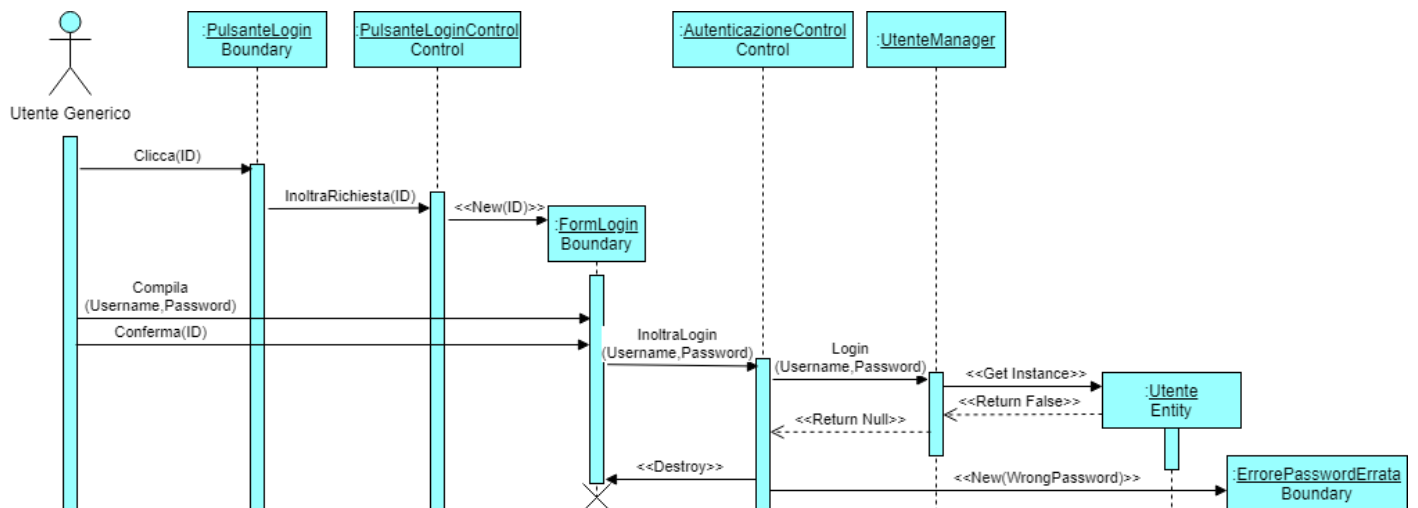 :PulsanteLogin
Boundary
:PulsanteLoginControl
Control
:AutenticazioneControl
Control
:UtenteManager
Utente Generico
Clicca(ID)
InoltraRichiesta(ID)
<<New(ID)>>
:FormLogin
Boundary
Compila
(Username,Password)
Conferma(ID)
InoltraLogin
(Username,Password)
Login
(Username,Password)
<<Get Instance>>
:Utente
Entity
<<Return False>>
<<Return Null>>
<<Destroy>>
<<New(WrongPassword)>>
:ErrorePasswordErrata
Boundary